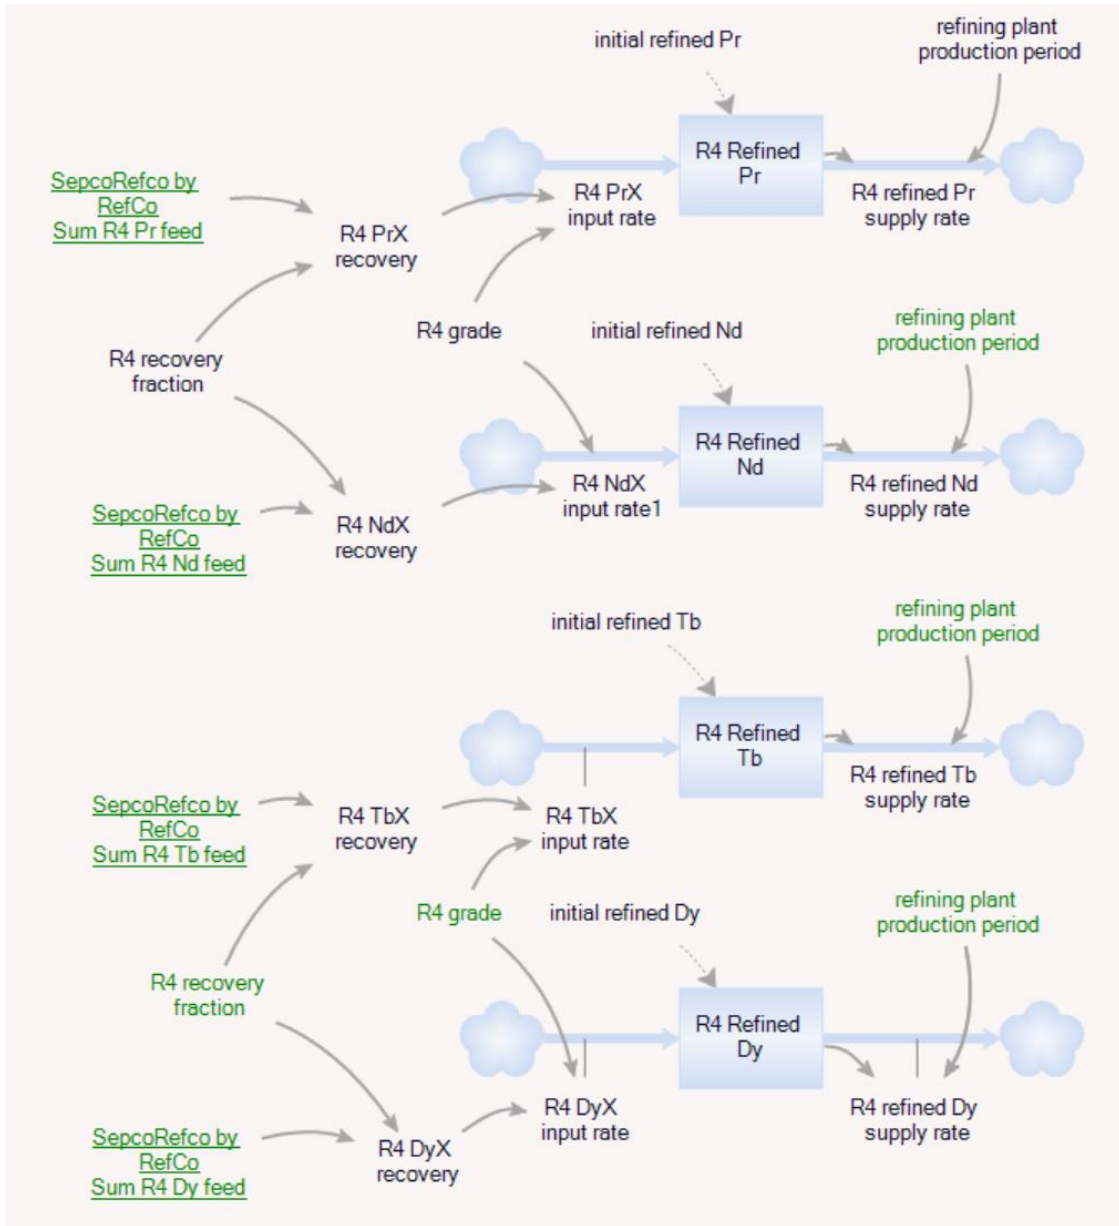 initial refined Pr
refining plant
production period
R4 Refined
Pr
SepcoRefco by
RefCo
Sum R4 Pr feed
R4 PrX
recovery
R4 PrX
input rate
R4 refined Pr
supply rate
R4 grade
initial refined Nd
refining plant
production period
R4 recovery
fraction
R4 Refined
Nd
SepcoRefco by
RefCo
Sum R4 Nd feed
R4 NdX
recovery
R4 NdX
input rate1
R4 refined Nd
supply rate
initial refined Tb
refining plant
production period
R4 Refined
Tb
SepcoRefco by
RefCo
Sum R4 Tb feed
R4 TbX
recovery
R4 TbX
input rate
R4 refined Tb
supply rate
R4 grade
initial refined Dy
refining plant
production period
R4 recovery
fraction
R4 Refined
Dy
SepcoRefco by
RefCo
Sum R4 Dy feed
R4 DyX
recovery
R4 DyX
input rate
R4 refined Dy
supply rate